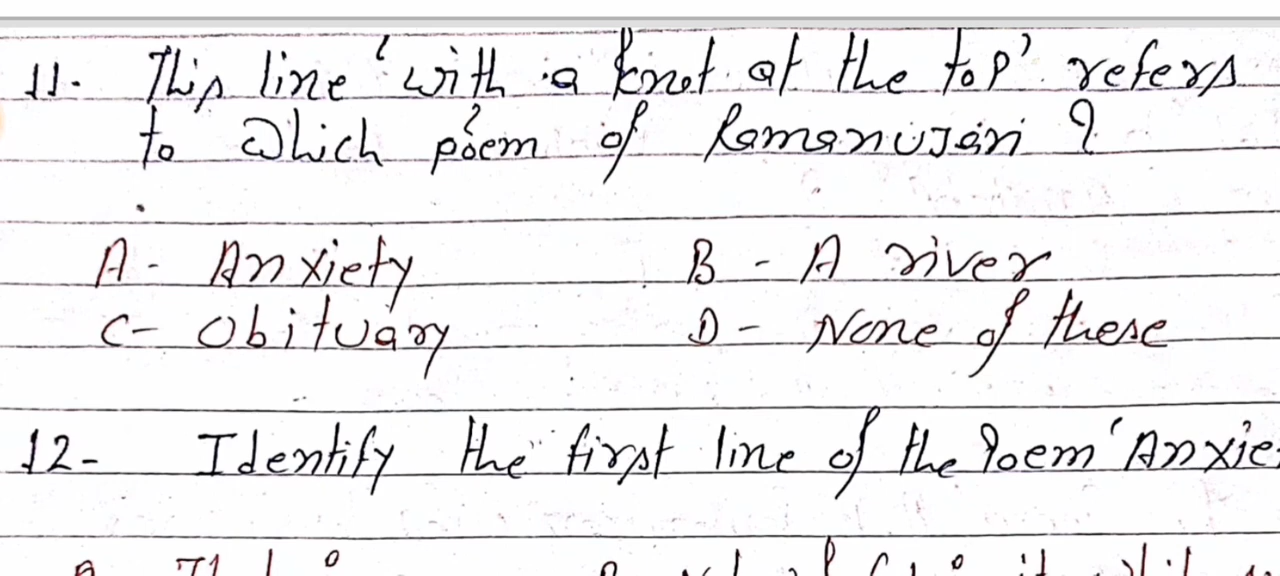 11. This line 'with a knot at the top' refers
to which poem of Ramanujan ?
A- Anxiety B - A river
C- Obituary D - None of these
12- Identify the first line of the Poem 'Anxie